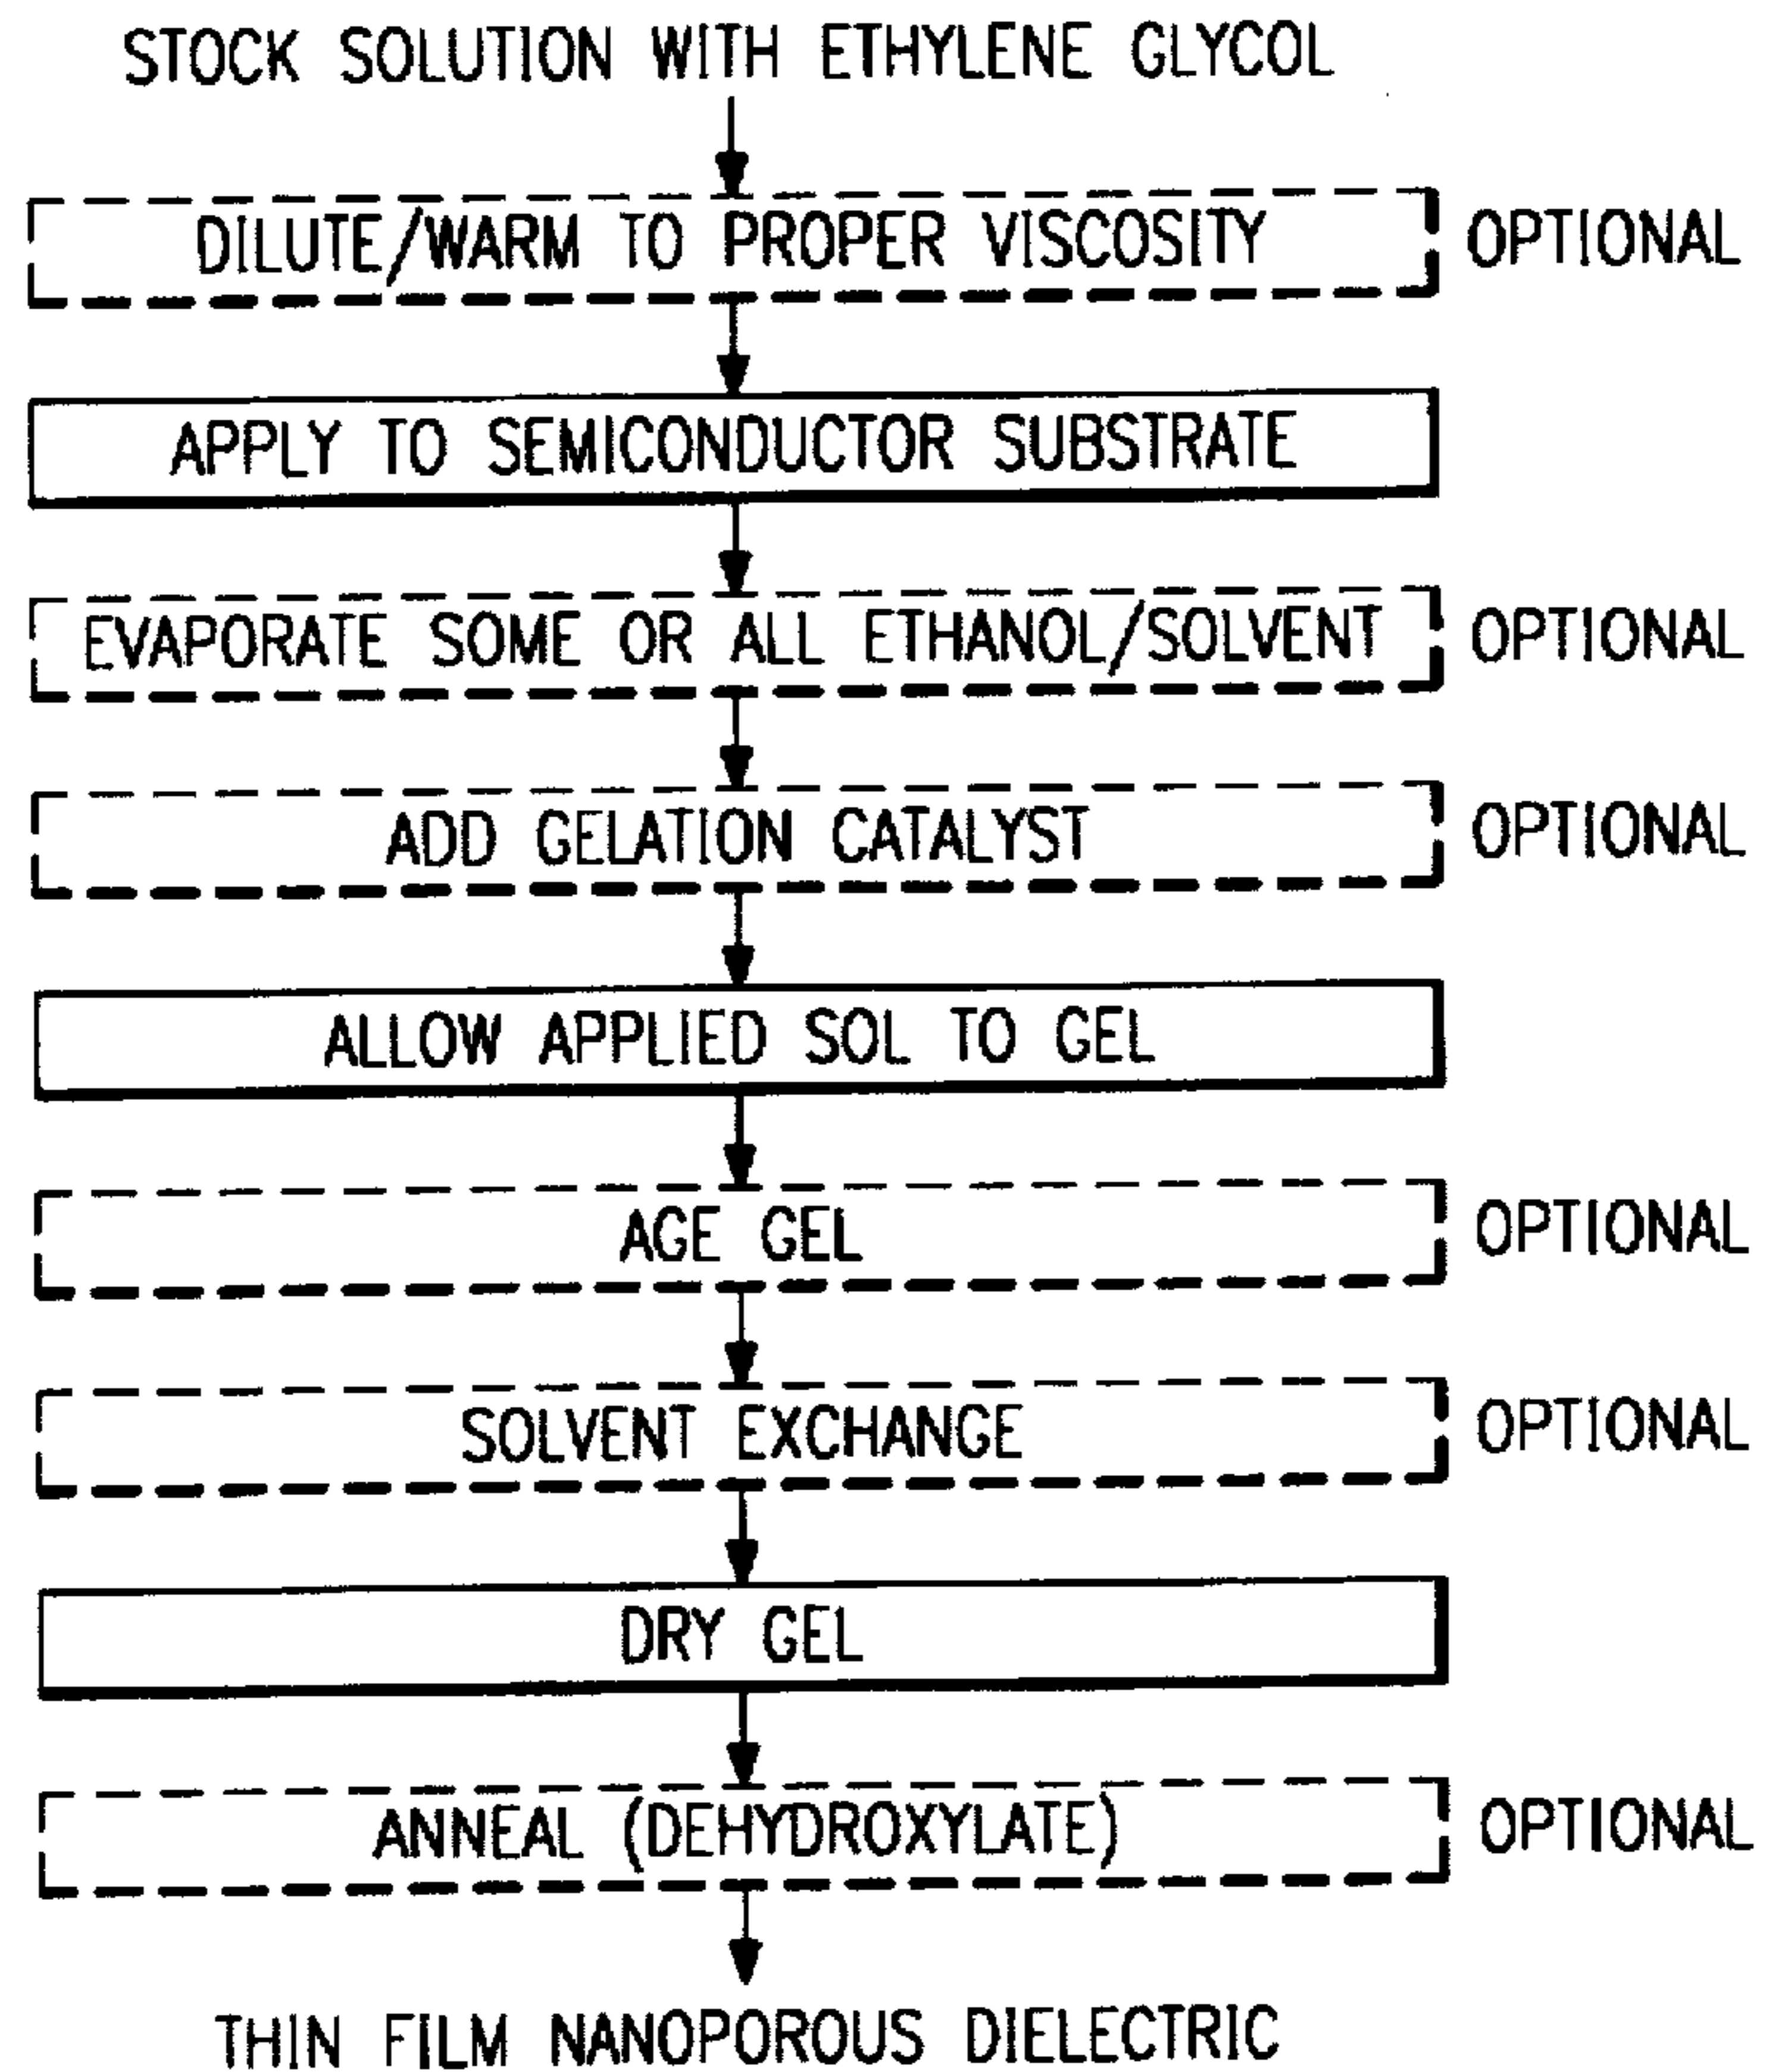 STOCK SOLUTION WITH ETHYLENE GLYCOL
DILUTE/WARM TO PROPER VISCOSITY OPTIONAL
APPLY TO SEMICONDUCTOR SUBSTRATE
EVAPORATE SOME OR ALL ETHANOL/SOLVENT OPTIONAL
ADD GELATION CATALYST OPTIONAL
ALLOW APPLIED SOL TO GEL
AGE GEL OPTIONAL
SOLVENT EXCHANGE OPTIONAL
DRY GEL
ANNEAL (DEHYDROXYLATE) OPTIONAL
THIN FILM NANOPOROUS DIELECTRIC